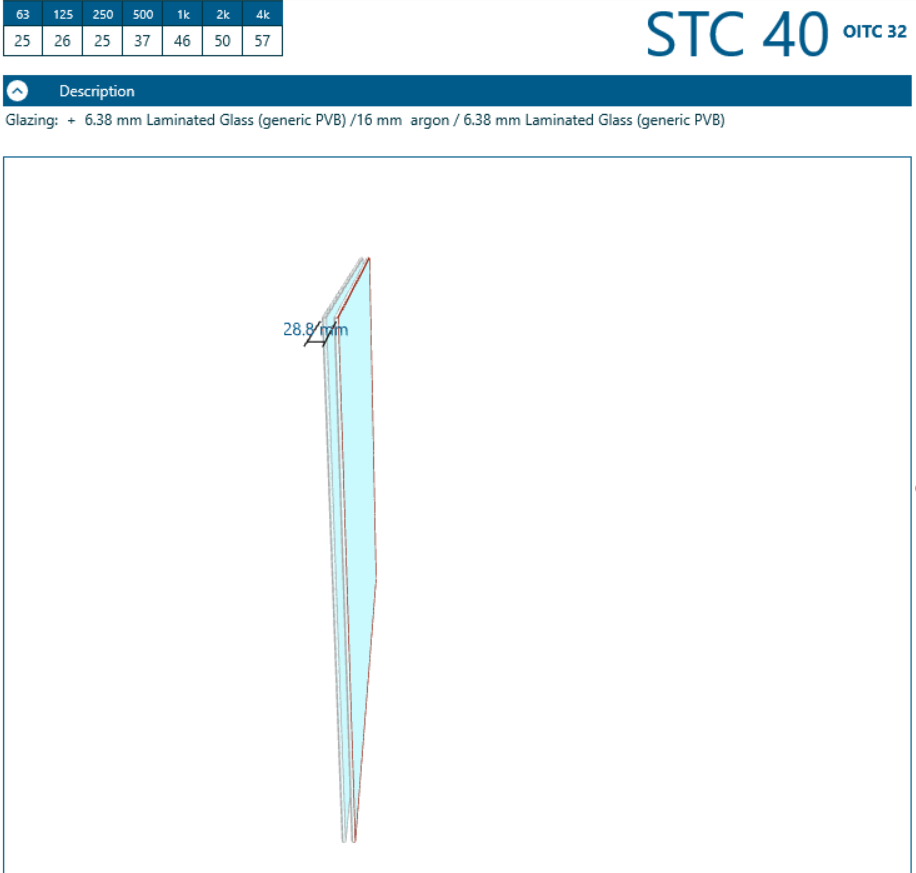 63 125 250 500 1k 2k 4k
25 26 25 37 46 50 57
STC 40 OITC 32
Description
Glazing: + 6.38 mm Laminated Glass (generic PVB) /16 mm argon / 6.38 mm Laminated Glass (generic PVB)
28.8 mm